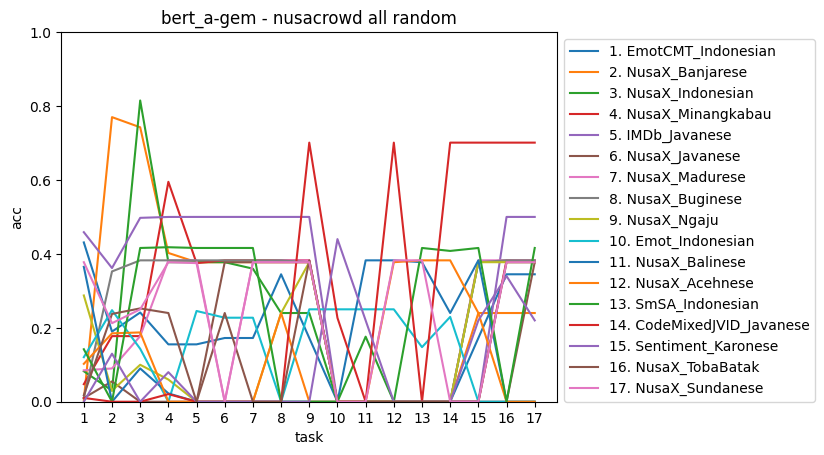 bert_a-gem - nusacrowd all random
acc
1.0
0.8
0.6
0.4
0.2
0.0
1 2 3 4 5 6 7 8 9 10 11 12 13 14 15 16 17
task
1. EmotCMT_Indonesian
2. NusaX_Banjarese
3. NusaX_Indonesian
4. NusaX_Minangkabau
5. IMDb_Javanese
6. NusaX_Javanese
7. NusaX_Madurese
8. NusaX_Buginese
9. NusaX_Ngaju
10. Emot_Indonesian
11. NusaX_Balinese
12. NusaX_Acehnese
13. SmSA_Indonesian
14. CodeMixedJVID_Javanese
15. Sentiment_Karonese
16. NusaX_TobaBatak
17. NusaX_Sundanese